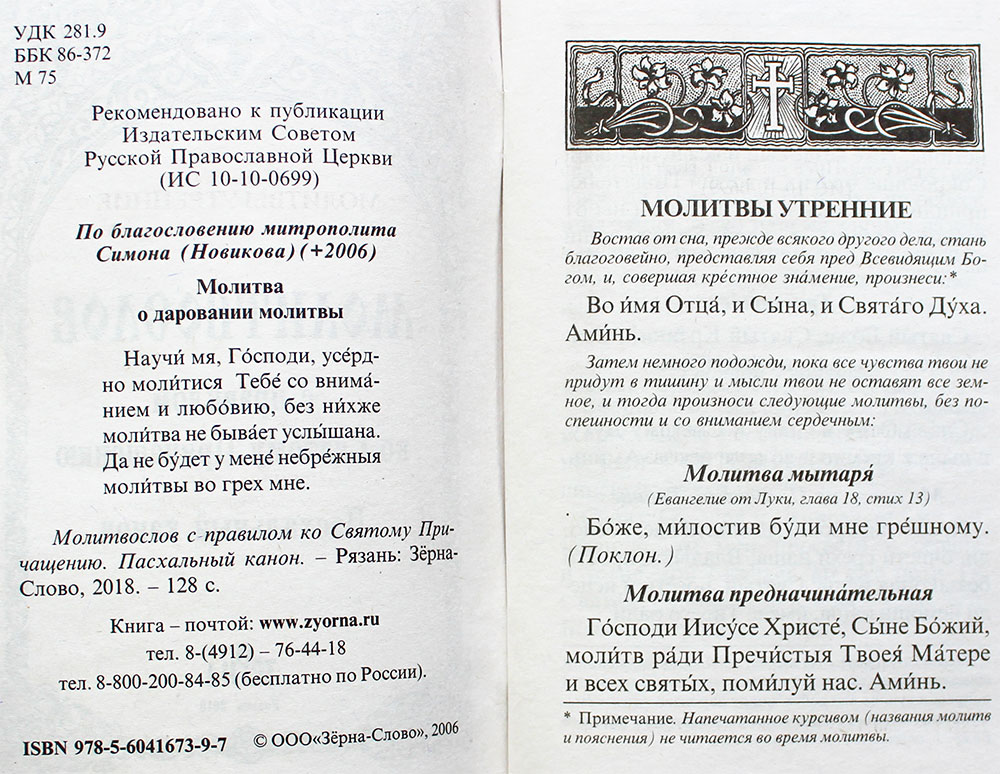 УДК 281.9
ББК 86-372
М 75
Рекомендовано к публикации
Издательским Советом
Русской Православной Церкви
(ИС 10-10-0699)
По благословению митрополита
Симона (Новикова) (+2006)
Молитва
о даровании молитвы
Научи́ мя, Го́споди, усе́рд-
но моли́тися Тебе́ со внима́-
нием и любо́вию, без ни́хже
моли́тва не быва́ет услы́шана.
Да не бу́дет у мене́ небре́жныя
моли́твы во грех мне.
Молитвослов с правилом ко Святому При-
чащению. Пасхальный канон. – Рязань: Зёрна-
Слово, 2018. – 128 с.
Книга – почтой: www.zyorna.ru
тел. 8-(4912) – 76-44-18
тел. 8-800-200-84-85 (бесплатно по России).
ISBN 978-5-6041673-9-7
© ООО«Зёрна-Слово», 2006
МОЛИТВЫ УТРЕННИЕ
Востав от сна, прежде всякого другого дела, стань
благоговейно, представляя себя пред Всевидящим Бо-
гом, и, совершая кре́стное зна́мение, произнеси:*
Во и́мя Отца́, и Сы́на, и Свята́го Ду́ха.
Ами́нь.
Затем немного подожди, пока все чувства твои не
придут в тишину и мысли твои не оставят все зем-
ное, и тогда произноси следующие молитвы, без по-
спешности и со вниманием сердечным:
Молитва мытаря́
(Евангелие от Луки, глава 18, стих 13)
Бо́же, ми́лостив бу́ди мне гре́шному.
(Поклон.)
Молитва предначина́тельная
Го́споди Иису́се Христе́, Сы́не Бо́жий,
моли́тв ра́ди Пречи́стыя Твоея́ Ма́тере
и всех святы́х, поми́луй нас. Ами́нь.
* Примечание. Напечатанное курсивом (названия молитв
и пояснения) не читается во время молитвы.